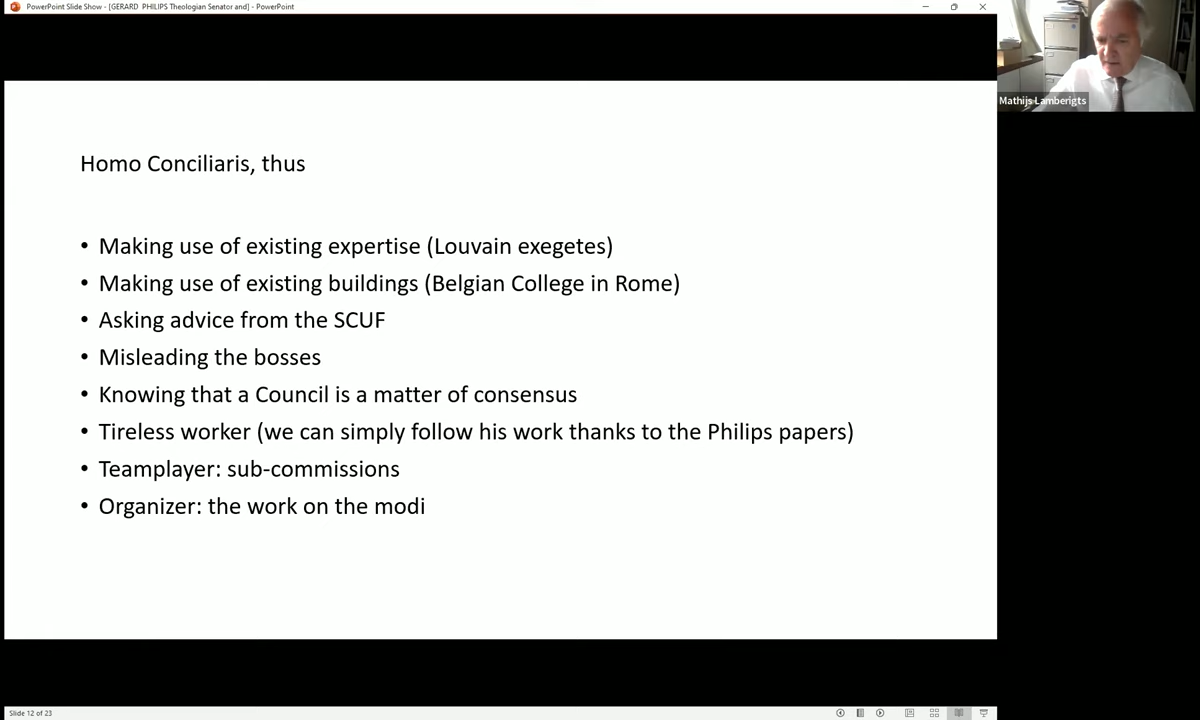 PowerPoint Slide Show - [GERARD PHILIPS Theologian Senator and] - PowerPoint
Mathijs Lamberigts
Homo Conciliaris, thus
• Making use of existing expertise (Louvain exegetes)
• Making use of existing buildings (Belgian College in Rome)
• Asking advice from the SCUF
• Misleading the bosses
• Knowing that a Council is a matter of consensus
• Tireless worker (we can simply follow his work thanks to the Philips papers)
• Teamplayer: sub-commissions
• Organizer: the work on the modi
Slide 12 of 23